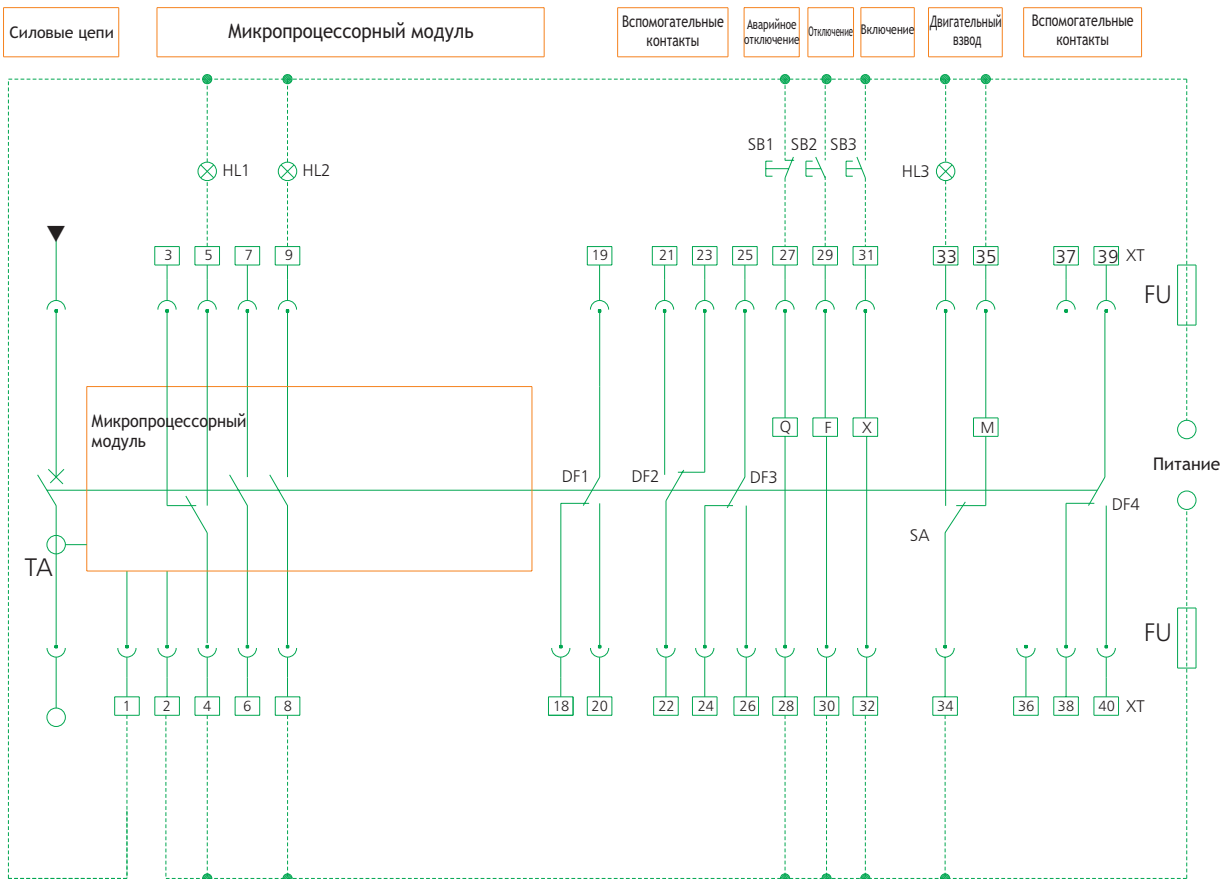 Силовые цепи
Микропроцессорный модуль
Вспомогательные
контакты
Аварийное
отключение
Отключение
Включение
Двигательный
взвод
Вспомогательные
контакты
SB1 SB2 SB3
HL1 HL2 HL3
3 5 7 9 19 21 23 25 27 29 31 33 35 37 39 XT
FU
Микропроцессорный
модуль
Q F X M
Питание
DF1 DF2 DF3
DF4
SA
TA
FU
1 2 4 6 8 18 20 22 24 26 28 30 32 34 36 38 40 XT